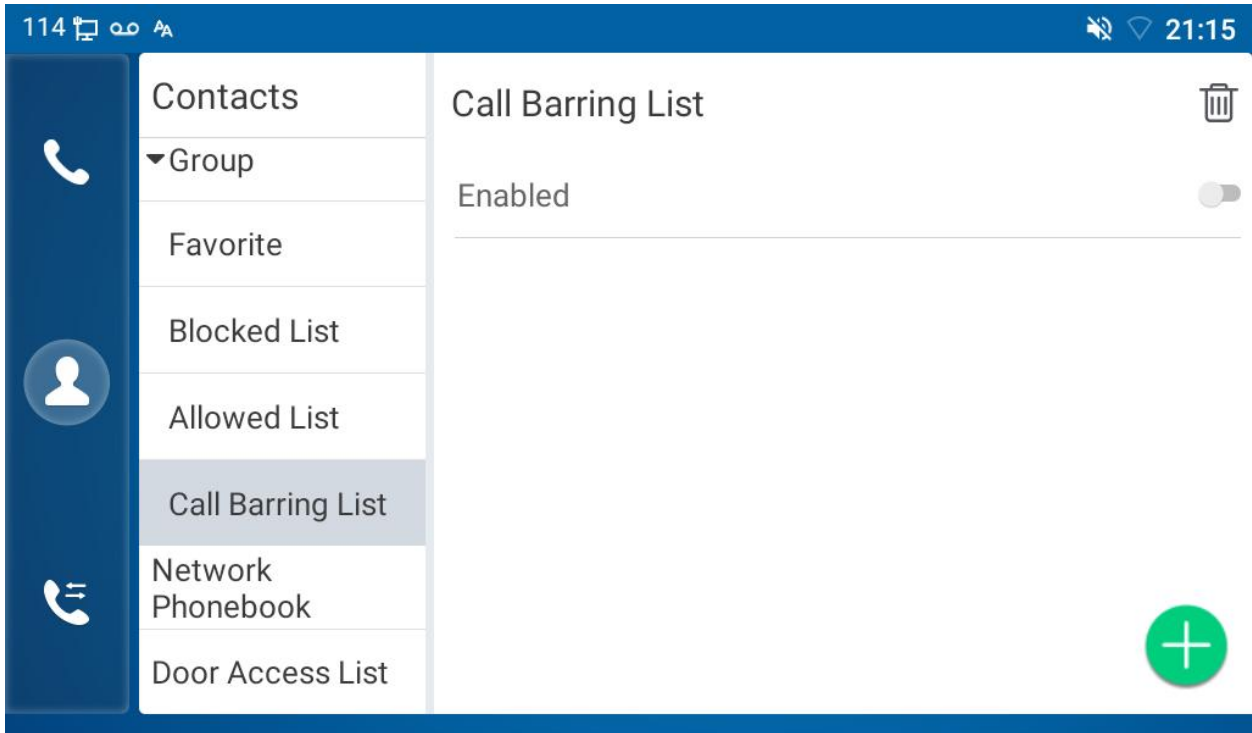 114
21:15
Contacts
Group
Favorite
Blocked List
Allowed List
Call Barring List
Network
Phonebook
Door Access List
Call Barring List
Enabled